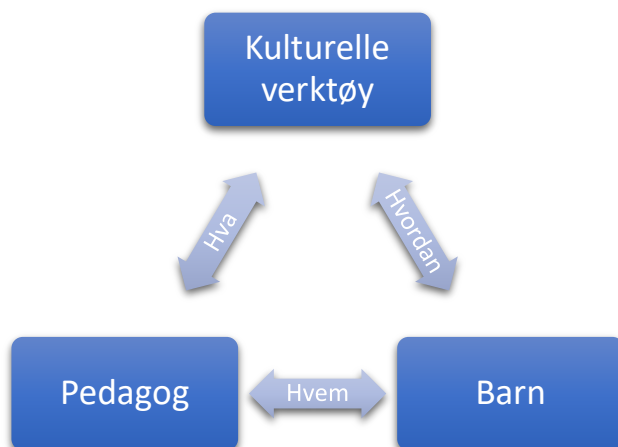 Kulturelle
verktøy
Hva
Hvordan
Pedagog
Hvem
Barn